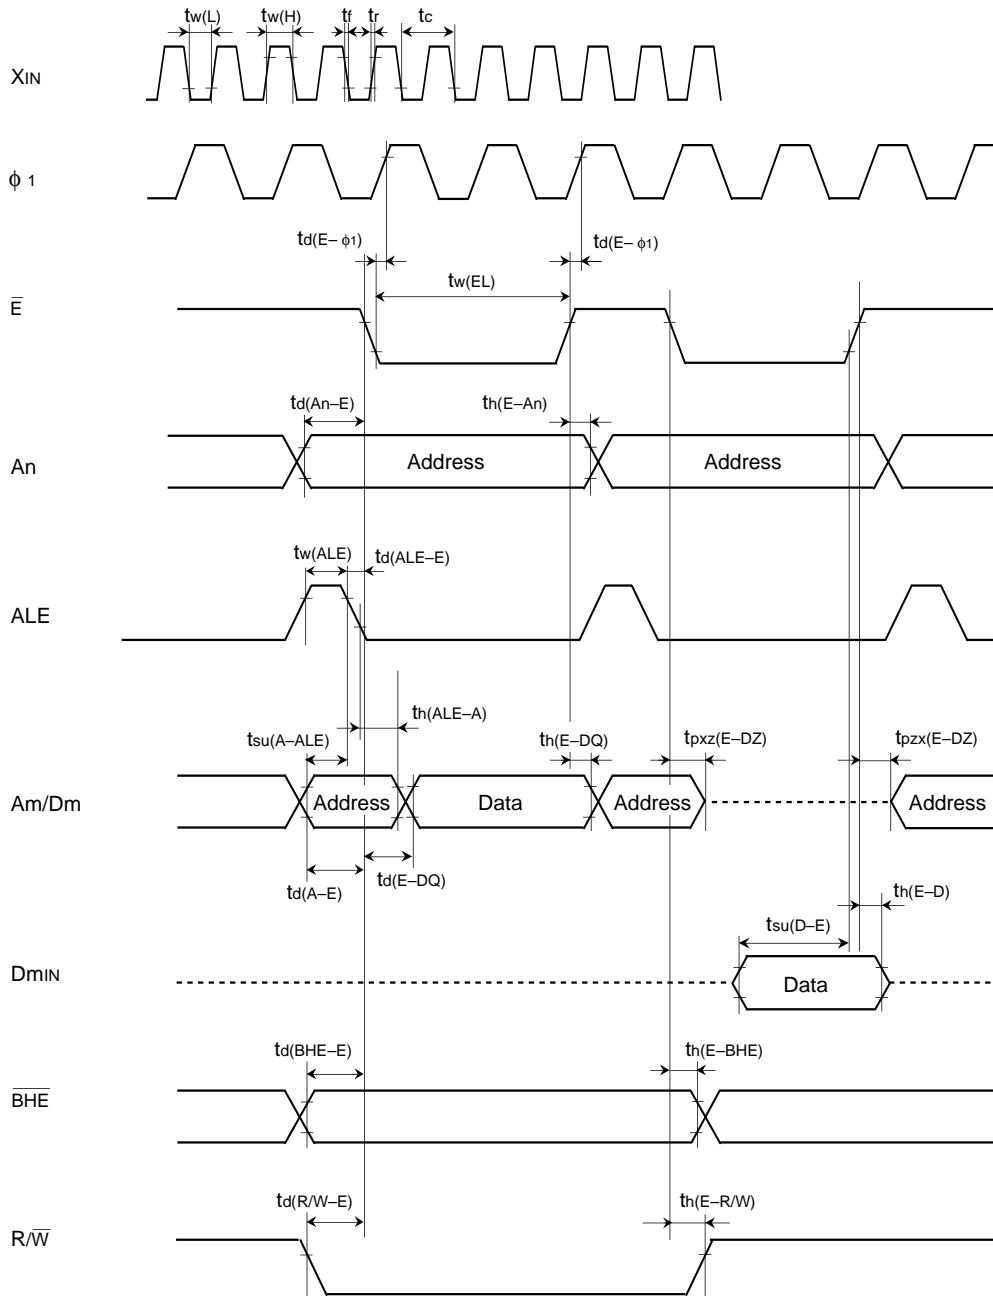 tw(L) tw(H) tf tr tc
XIN
ϕ 1
td(E– ϕ1) td(E– ϕ1)
tw(EL)
E
td(An–E) th(E–An)
An Address Address
tw(ALE) td(ALE–E)
ALE
th(ALE–A)
tsu(A–ALE) th(E–DQ) tpxz(E–DZ) tpzx(E–DZ)
Am/Dm Address Data Address Address
td(A–E) td(E–DQ)
th(E–D)
tsu(D–E)
DmIN Data
td(BHE–E) th(E–BHE)
BHE
td(R/W–E) th(E–R/W)
R/W